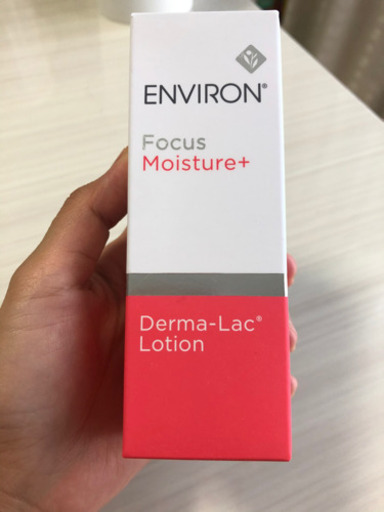 ENVIRON®
Focus
Moisture+
Derma-Lac®
Lotion